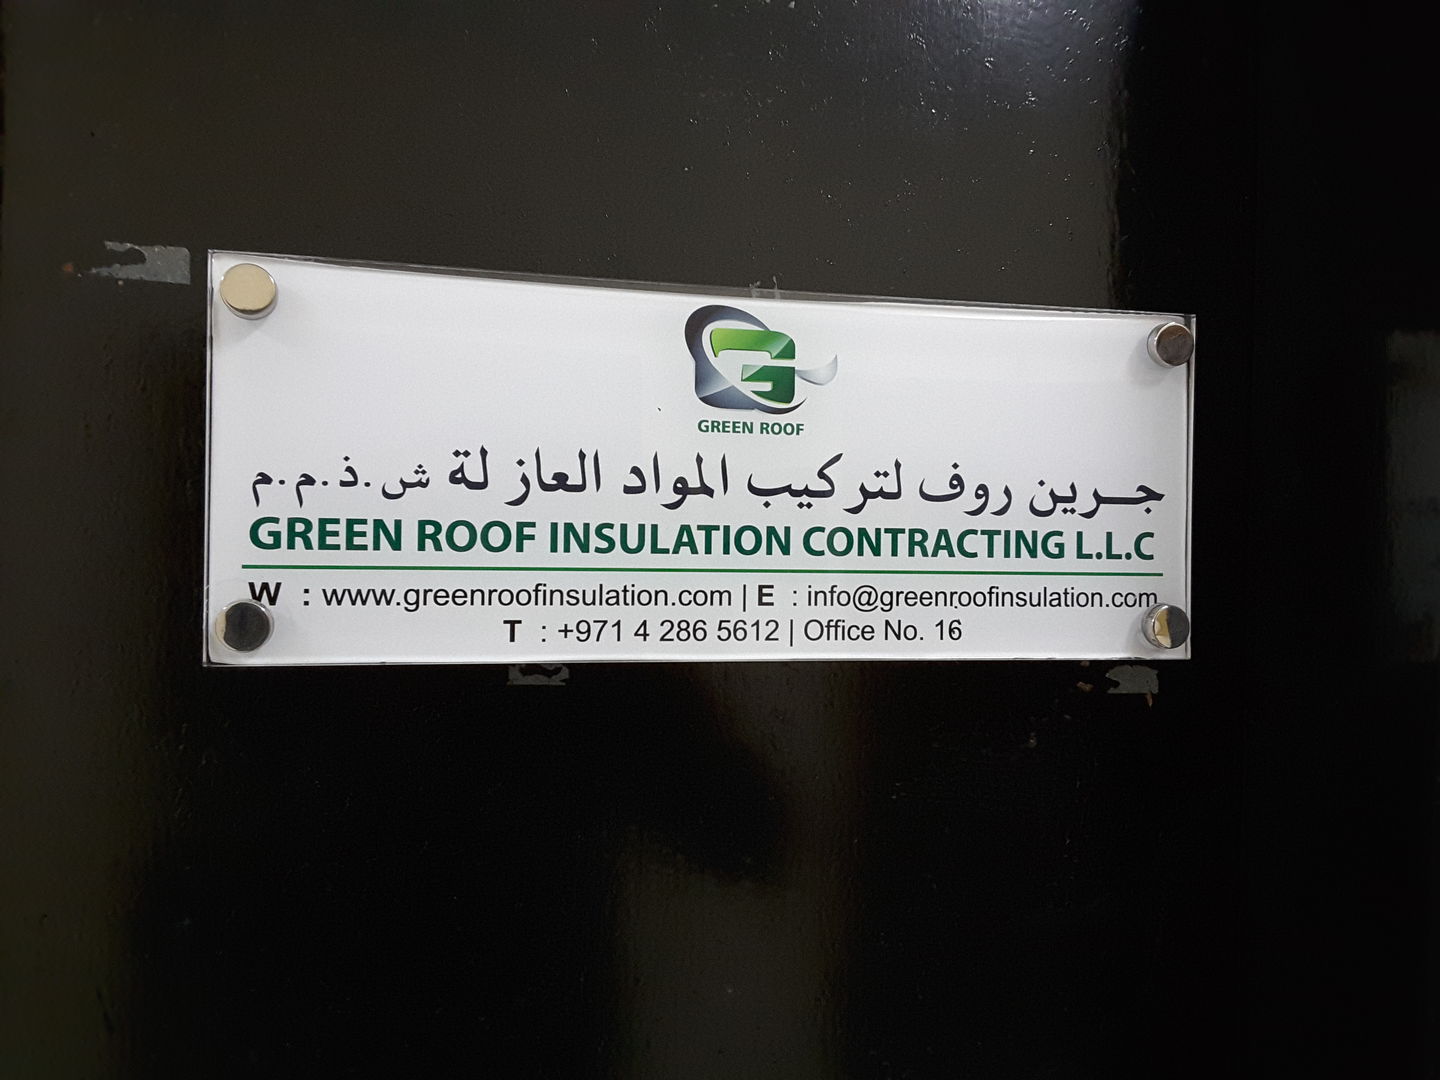 GREEN ROOF
جرين روف لتركيب المواد العازلة ش.ذ.م.م
GREEN ROOF INSULATION CONTRACTING L.L.C
W : www.greenroofinsulation.com | E : info@greenroofinsulation.com
T : +971 4 286 5612 | Office No. 16